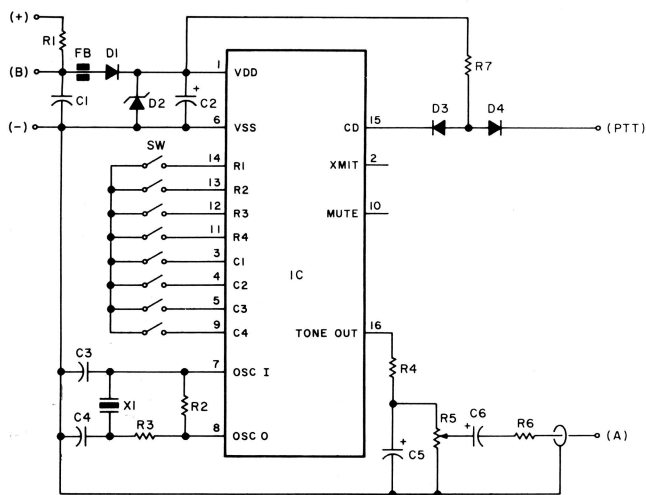 (+)
R1
FB
D1
(B)
1
VDD
R7
C1
D2
+
C2
D3
D4
(-)
6
VSS
15
CD
(PTT)
SW
14
R1
XMIT
2
13
R2
12
R3
MUTE
10
11
R4
3
C1
IC
4
C2
5
C3
9
C4
TONE OUT
16
C3
7
OSC I
R4
X1
R2
C4
R3
8
OSC O
R5
C6
+
R6
(A)
+
C5